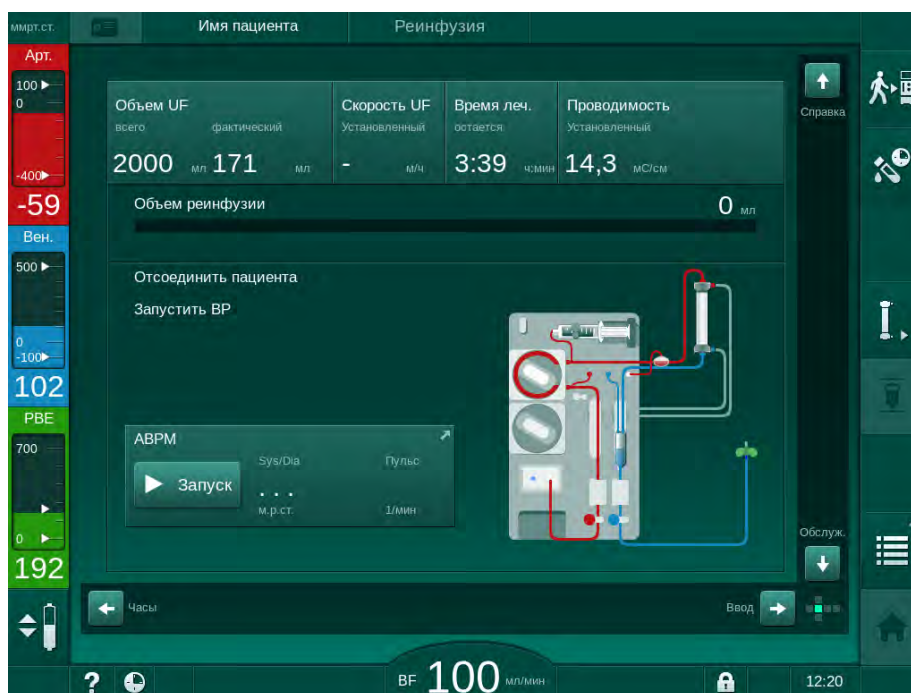 ммрт.ст.
Имя пациента
Реинфузия
Арт.
100
0
-400
-59
Вен.
500
0
-100
102
PBE
700
0
192
Объем UF
всего
фактический
2000 мл 171 мл
Скорость UF
Установленный
- м/ч
Время леч.
остается
3:39 ч:мин
Проводимость
Установленный
14,3 мС/см
Справка
Объем реинфузии
0 мл
Отсоединить пациента
Запустить ВР
ABPM
Sys/Dia
Пульс
Запуск
. . .
м.р.ст.
1/мин
Обслуж.
Часы
Ввод
?
BF 100 мл/мин
12:20